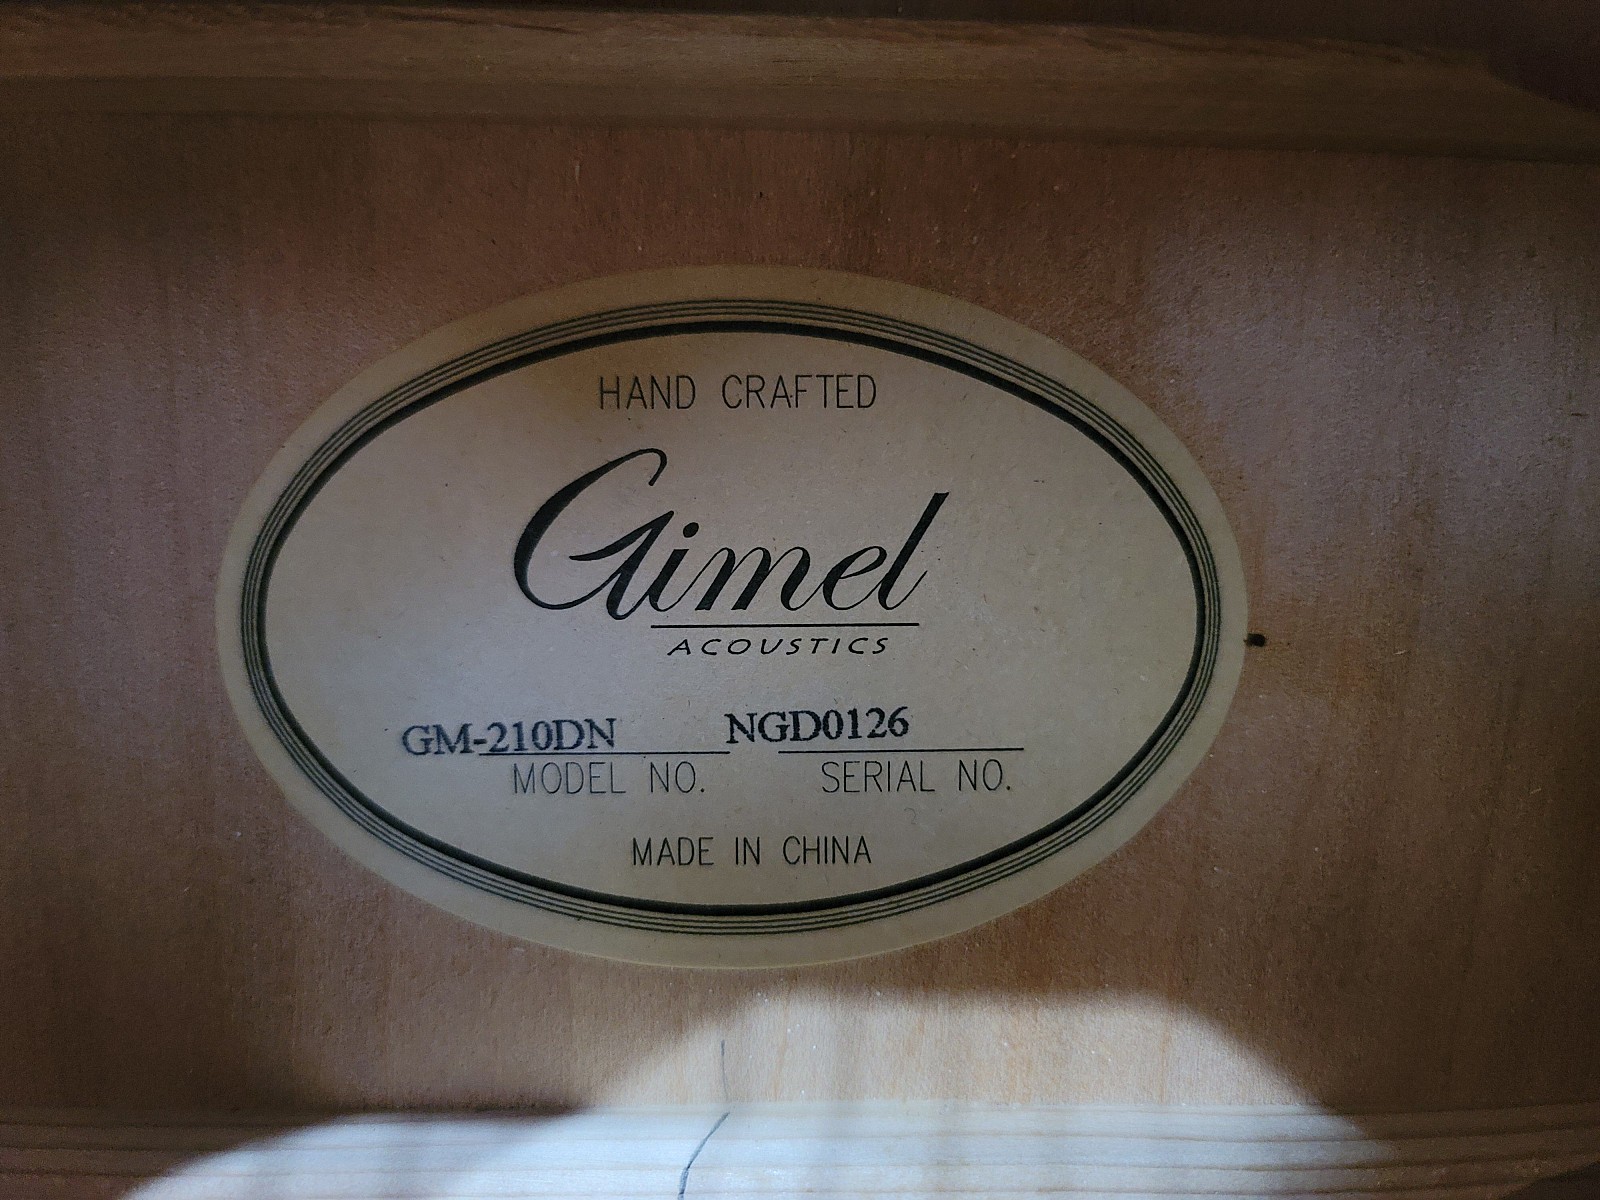 HAND CRAFTED
Gimel
ACOUSTICS
GM-210DN NGD0126
MODEL NO. SERIAL NO.
MADE IN CHINA